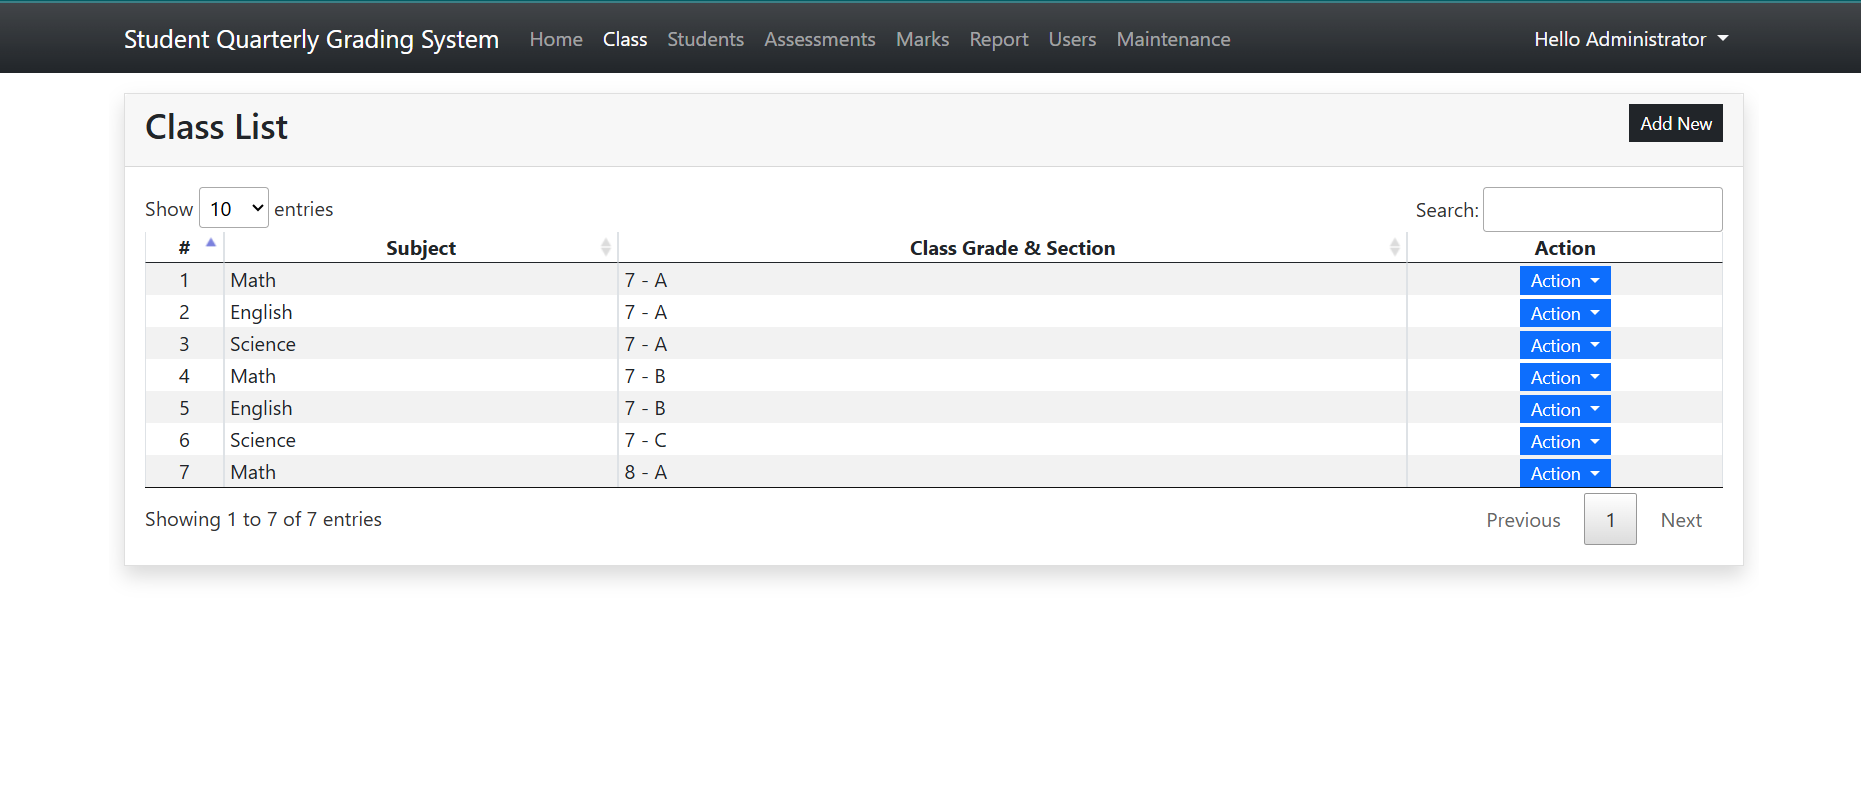 Student Quarterly Grading System Home Class Students Assessments Marks Report Users Maintenance Hello Administrator
Class List Add New
Show 10 entries Search:
# Subject Class Grade & Section Action
1 Math 7 - A Action
2 English 7 - A Action
3 Science 7 - A Action
4 Math 7 - B Action
5 English 7 - B Action
6 Science 7 - C Action
7 Math 8 - A Action
Showing 1 to 7 of 7 entries Previous 1 Next